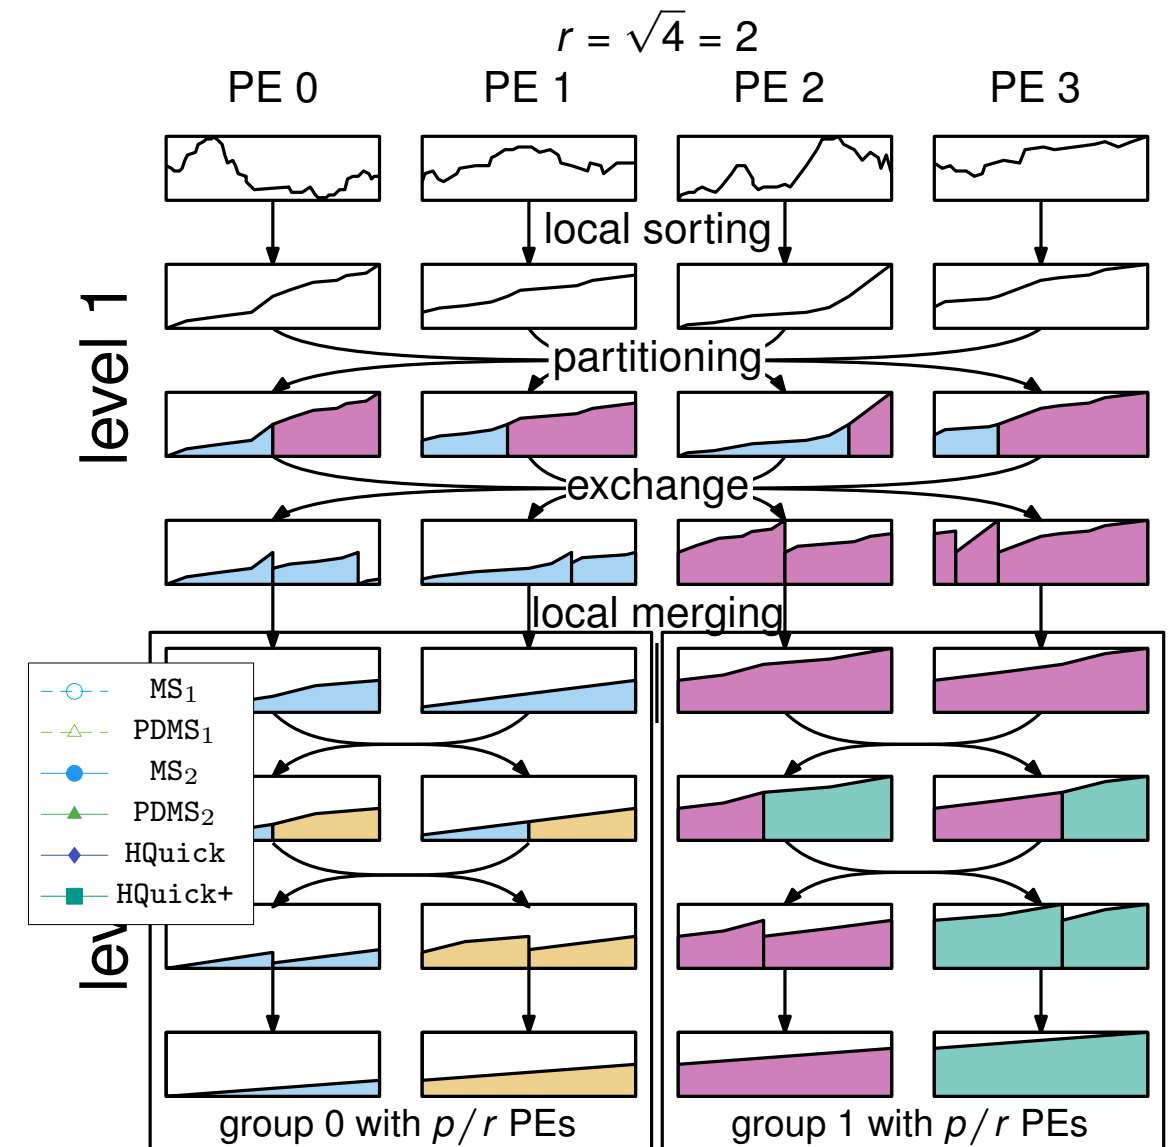 r = √4 = 2
PE 0 PE 1 PE 2 PE 3
local sorting
level 1
partitioning
exchange
local merging
MS₁
PDMS₁
MS₂
PDMS₂
HQuick
HQuick+
group 0 with p/r PEs
group 1 with p/r PEs